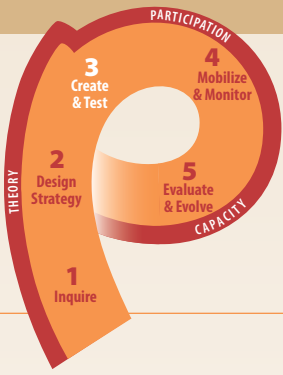 PARTICIPATION
4
Mobilize
& Monitor
3
Create
& Test
2
Design
Strategy
THEORY
5
Evaluate
& Evolve
CAPACITY
1
Inquire